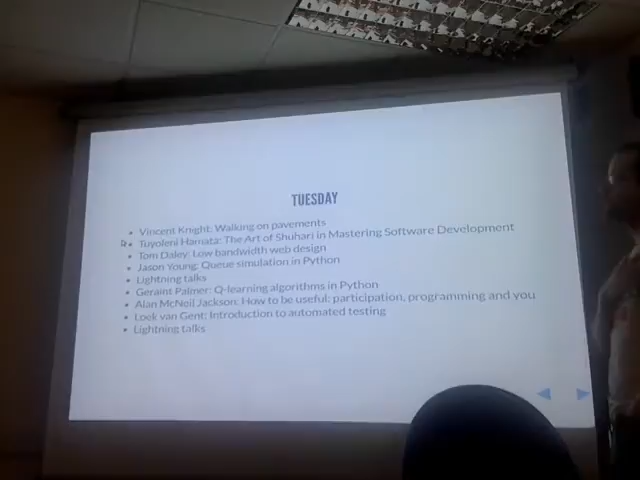 TUESDAY
Vincent Knight: Walking on pavements
Tuyoleni Hamata: The Art of Shuhari in Mastering Software Development
Tom Daley: Low bandwidth web design
Jason Young: Queue simulation in Python
Lightning talks
Geraint Palmer: Q-learning algorithms in Python
Alan McNeil Jackson: How to be useful: participation, programming and you
Loek van Gent: Introduction to automated testing
Lightning talks